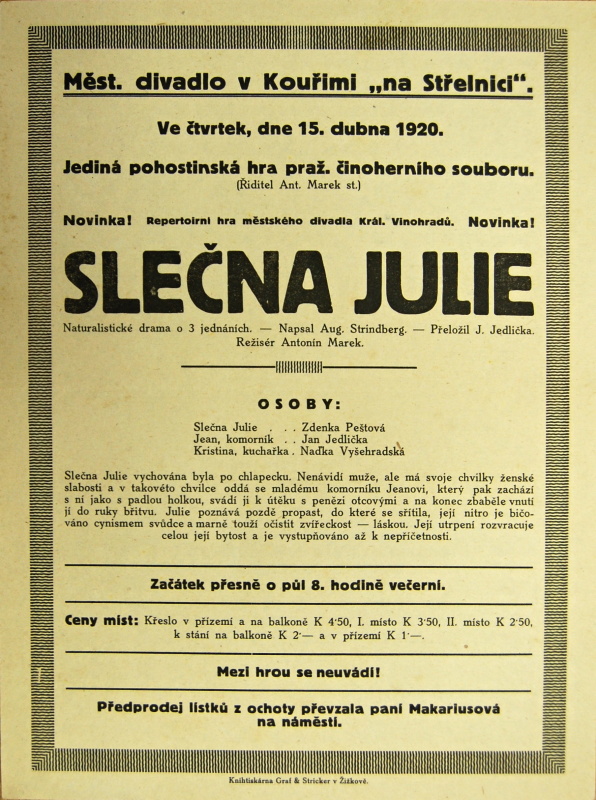 Měst. divadlo v Kouřimi „na Střelnici“.
Ve čtvrtek, dne 15. dubna 1920.
Jediná pohostinská hra praž. činoherního souboru.
(Řiditel Ant. Marek st.)
Novinka! Repertoirní hra městského divadla Král. Vinohradů. Novinka!
SLEČNA JULIE
Naturalistické drama o 3 jednáních. — Napsal Aug. Strindberg. — Přeložil J. Jedlička.
Režisér Antonín Marek.
OSOBY:
Slečna Julie . . . Zdenka Peštová
Jean, komorník . . Jan Jedlička
Kristina, kuchařka . Naďka Vyšehradská
Slečna Julie vychována byla po chlapecku. Nenávidí muže, ale má svoje chvilky ženské
slabosti a v takovéto chvilce oddá se mladému komorníku Jeanovi, který pak zachází
s ní jako s padlou holkou, svádí ji k útěku s penězi otcovými a na konec zbaběle vnutí
jí do ruky břitvu. Julie poznává pozdě propast, do které se sřítila, její nitro je bičo-
váno cynismem svůdce a marně touží očistit zvířeckost — láskou. Její utrpení rozvracuje
celou její bytost a je vystupňováno až k nepříčetnosti.
Začátek přesně o půl 8. hodině večerní.
Ceny míst: Křeslo v přízemí a na balkoně K 4·50, I. místo K 3·50, II. místo K 2·50,
k stání na balkoně K 2·— a v přízemí K 1·—.
Mezi hrou se neuvádí!
Předprodej lístků z ochoty převzala paní Makariusová
na náměstí.
Knihtiskárna Graf & Stricker v Žižkově.